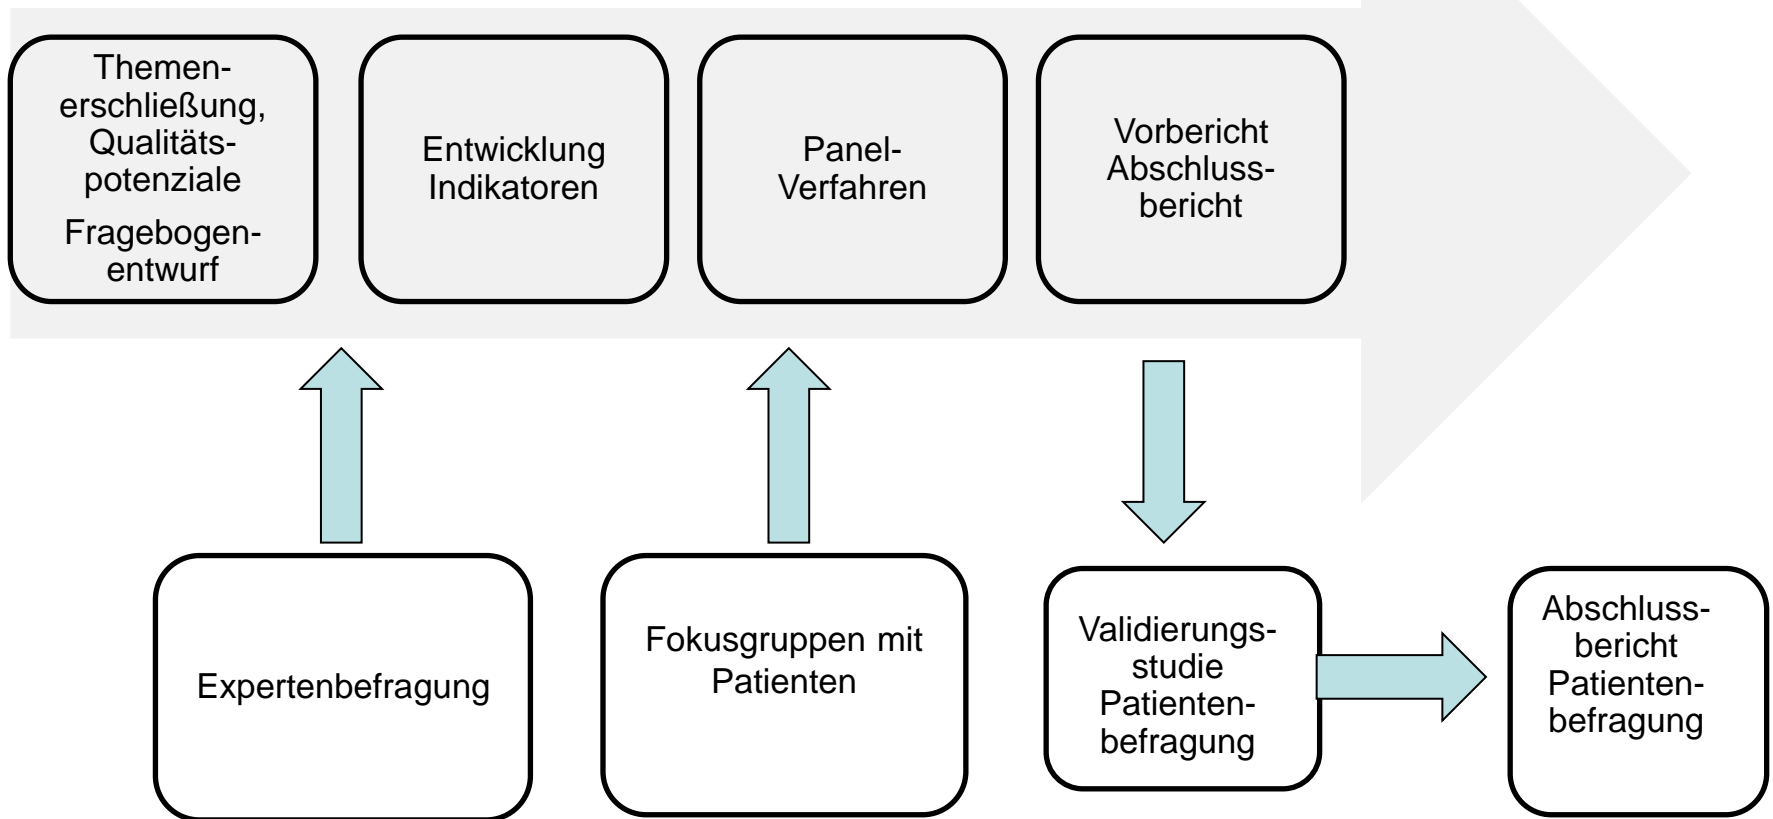 Themen-
erschließung,
Qualitäts-
potenziale
Fragebogen-
entwurf
Entwicklung
Indikatoren
Panel-
Verfahren
Vorbericht
Abschluss-
bericht
Expertenbefragung
Fokusgruppen mit
Patienten
Validierungs-
studie
Patienten-
befragung
Abschluss-
bericht
Patienten-
befragung